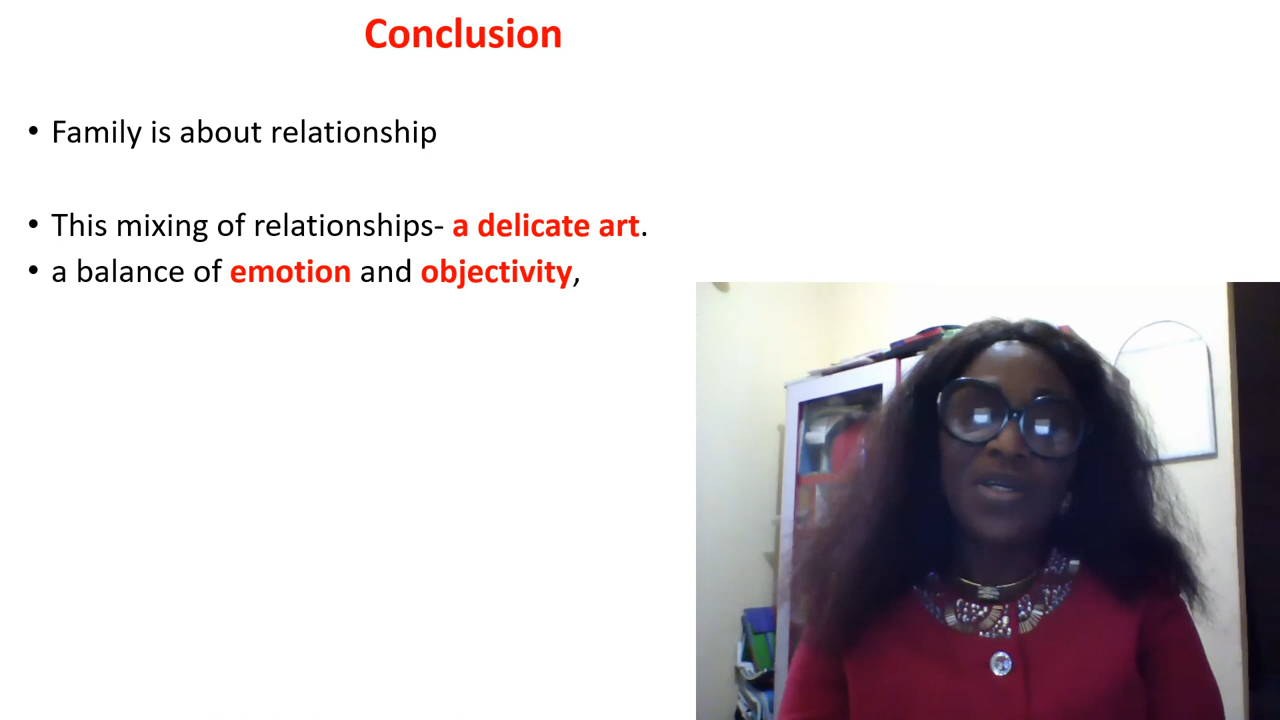 Conclusion
• Family is about relationship
• This mixing of relationships- a delicate art.
• a balance of emotion and objectivity,